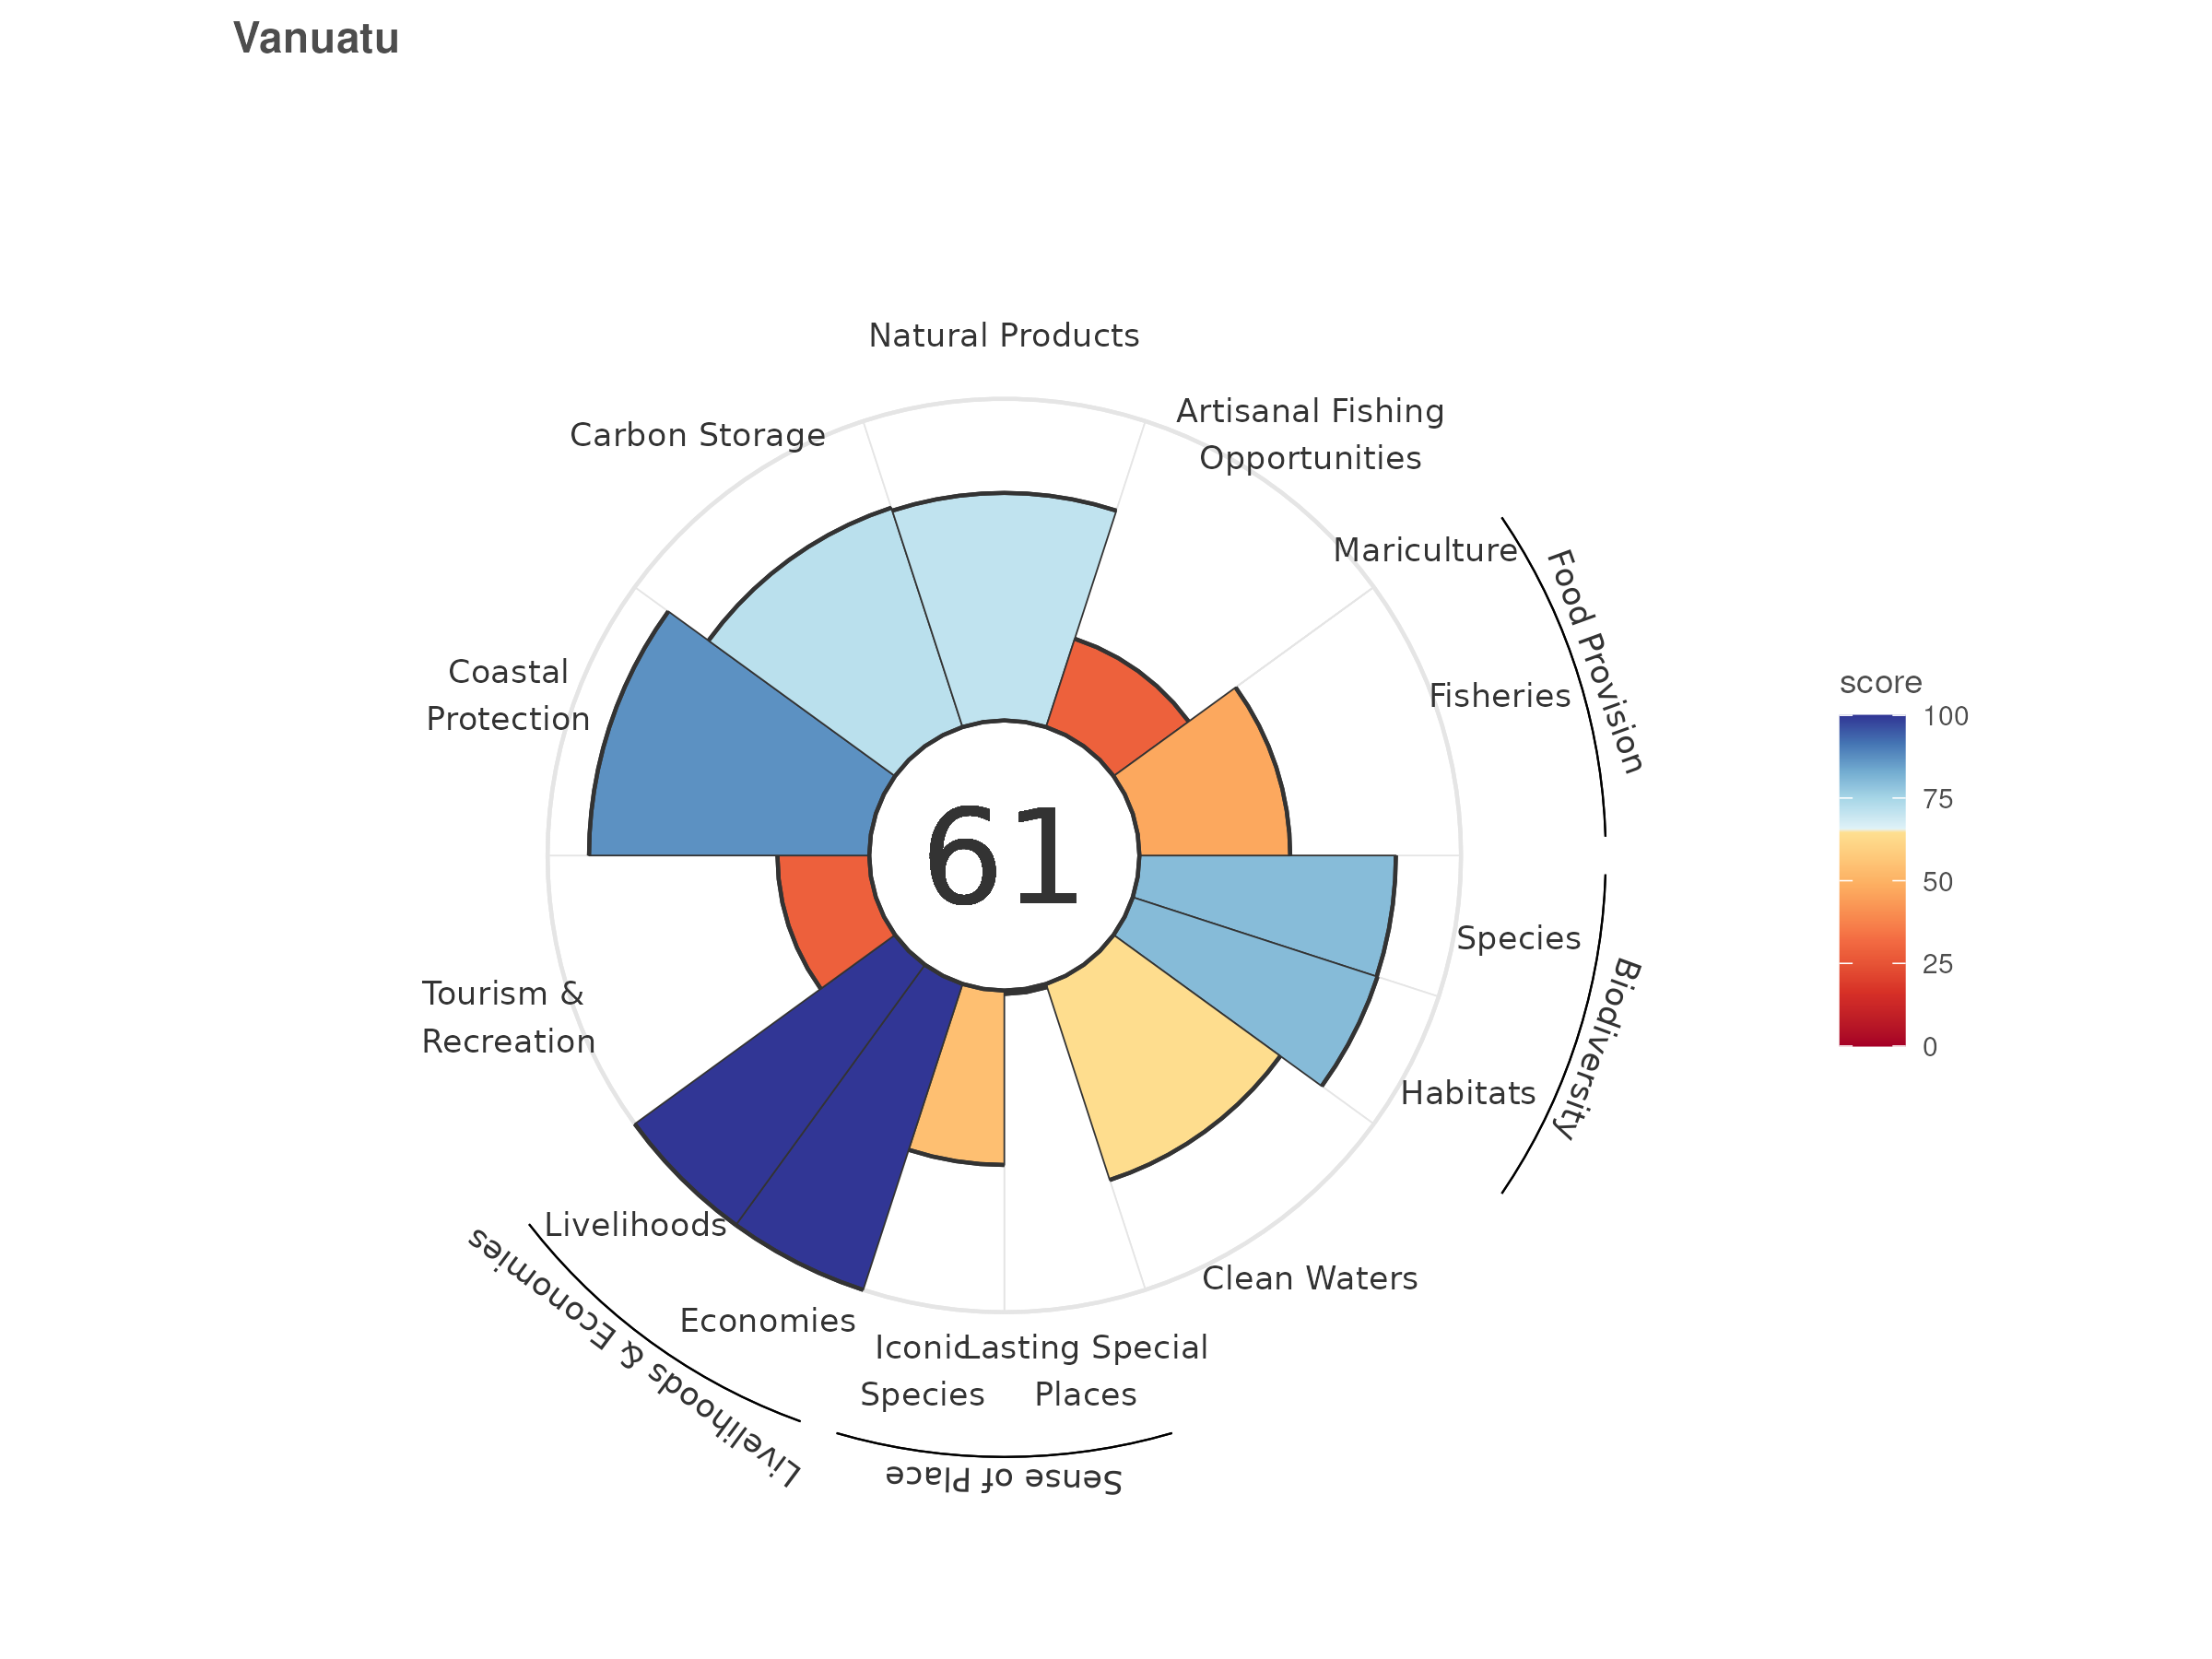 Vanuatu
Natural Products
Artisanal Fishing
Opportunities
Carbon Storage
Mariculture
Food Provision
Fisheries
Coastal
Protection
score
100
75
50
25
0
61
Species
Biodiversity
Habitats
Tourism &
Recreation
Livelihoods
Livelihoods & Economies
Economies
Clean Waters
Iconic
Species
Lasting Special
Places
Sense of Place